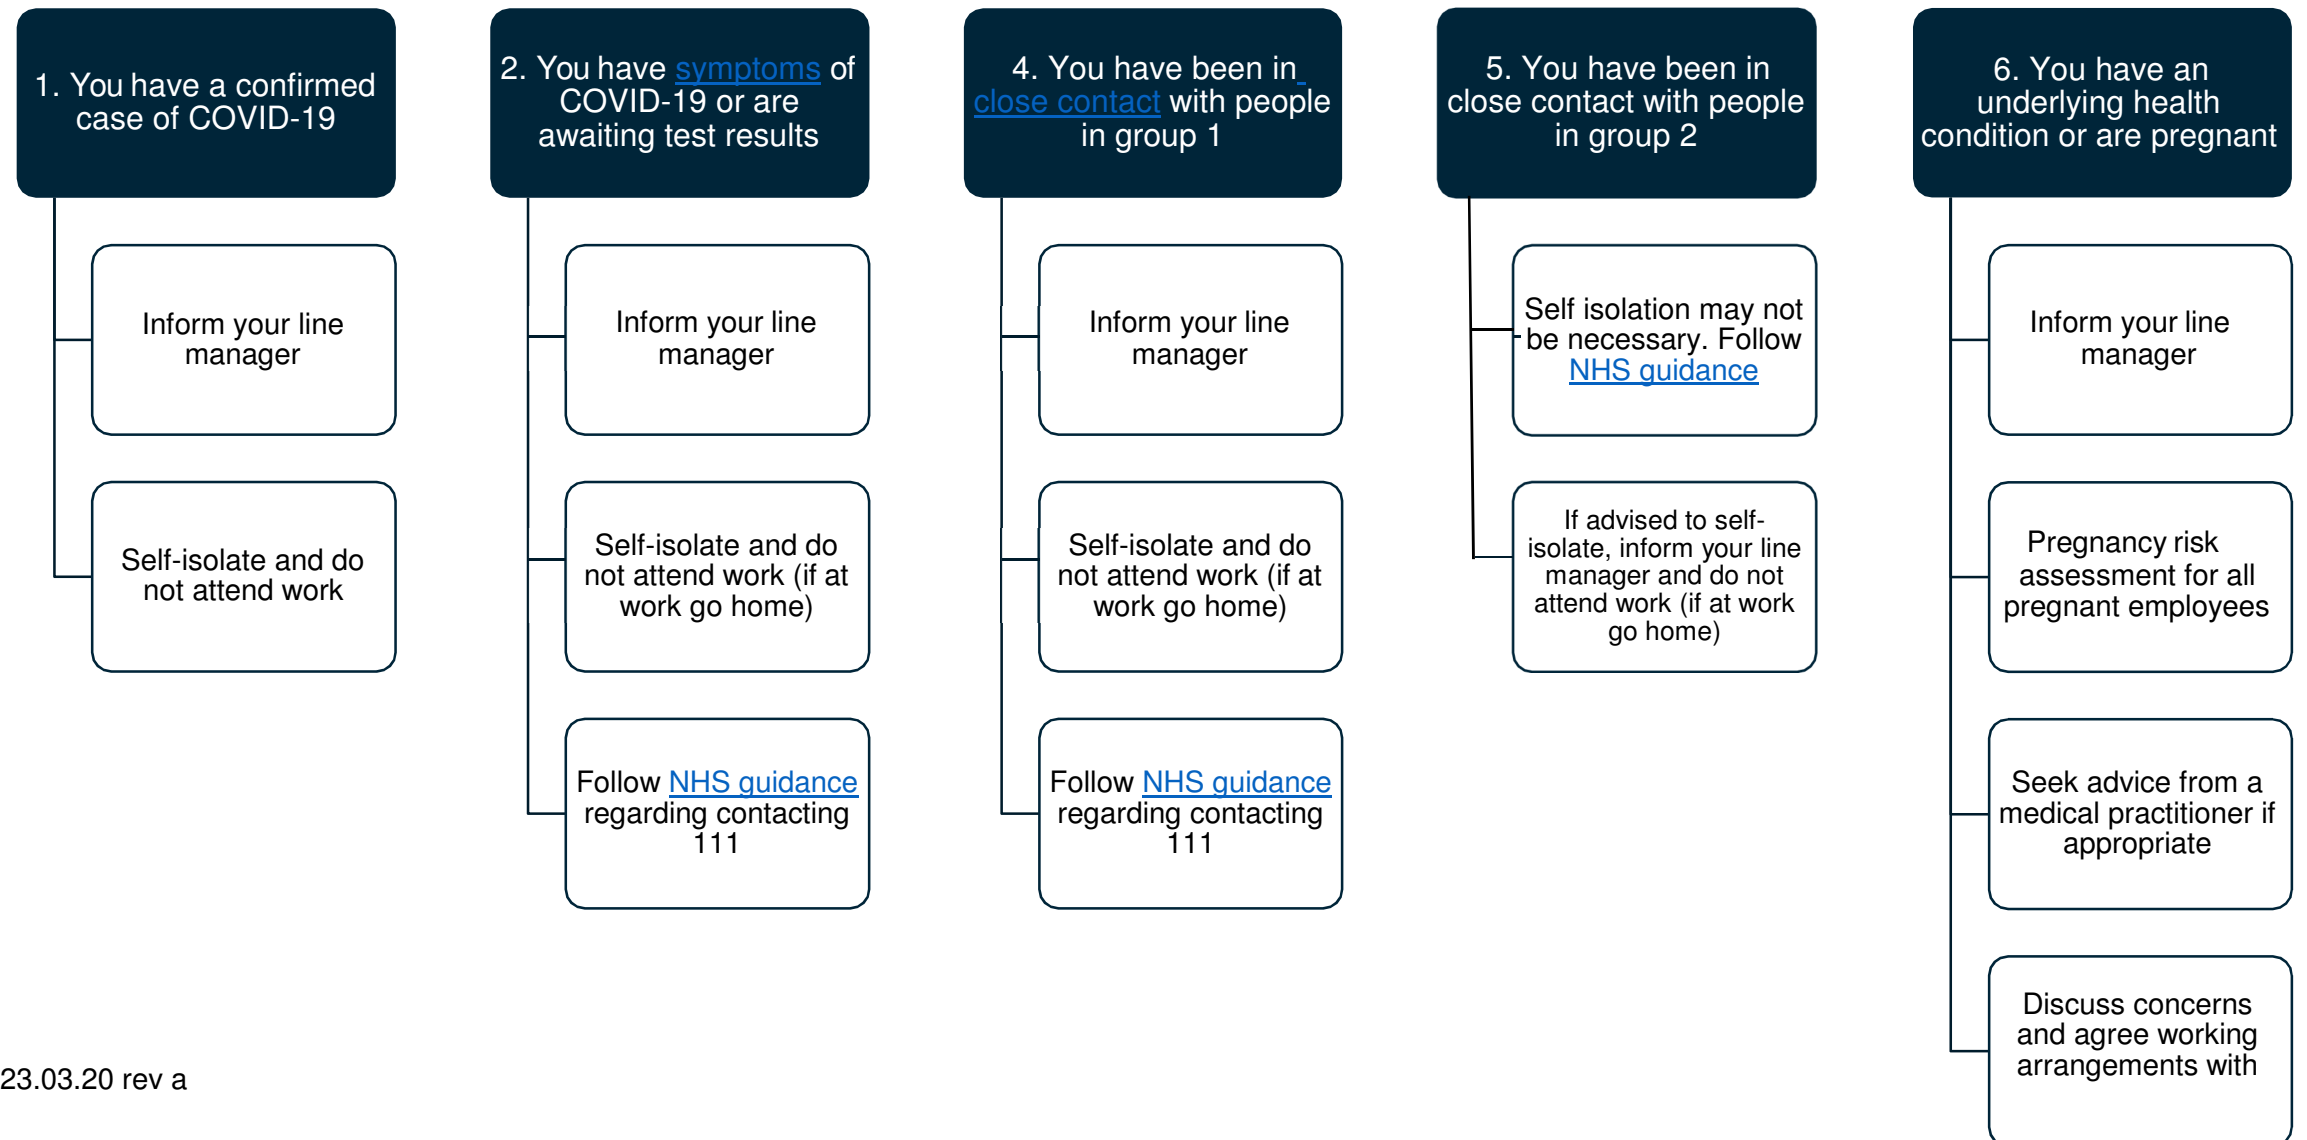 1. You have a confirmed
case of COVID-19
Inform your line
manager
Self-isolate and do
not attend work
2. You have symptoms of
COVID-19 or are
awaiting test results
Inform your line
manager
Self-isolate and do
not attend work (if at
work go home)
Follow NHS guidance
regarding contacting
111
4. You have been in
close contact with people
in group 1
Inform your line
manager
Self-isolate and do
not attend work (if at
work go home)
Follow NHS guidance
regarding contacting
111
5. You have been in
close contact with people
in group 2
Self isolation may not
be necessary. Follow
NHS guidance
If advised to self-
isolate, inform your line
manager and do not
attend work (if at work
go home)
6. You have an
underlying health
condition or are pregnant
Inform your line
manager
Pregnancy risk
assessment for all
pregnant employees
Seek advice from a
medical practitioner if
appropriate
Discuss concerns
and agree working
arrangements with
23.03.20 rev a